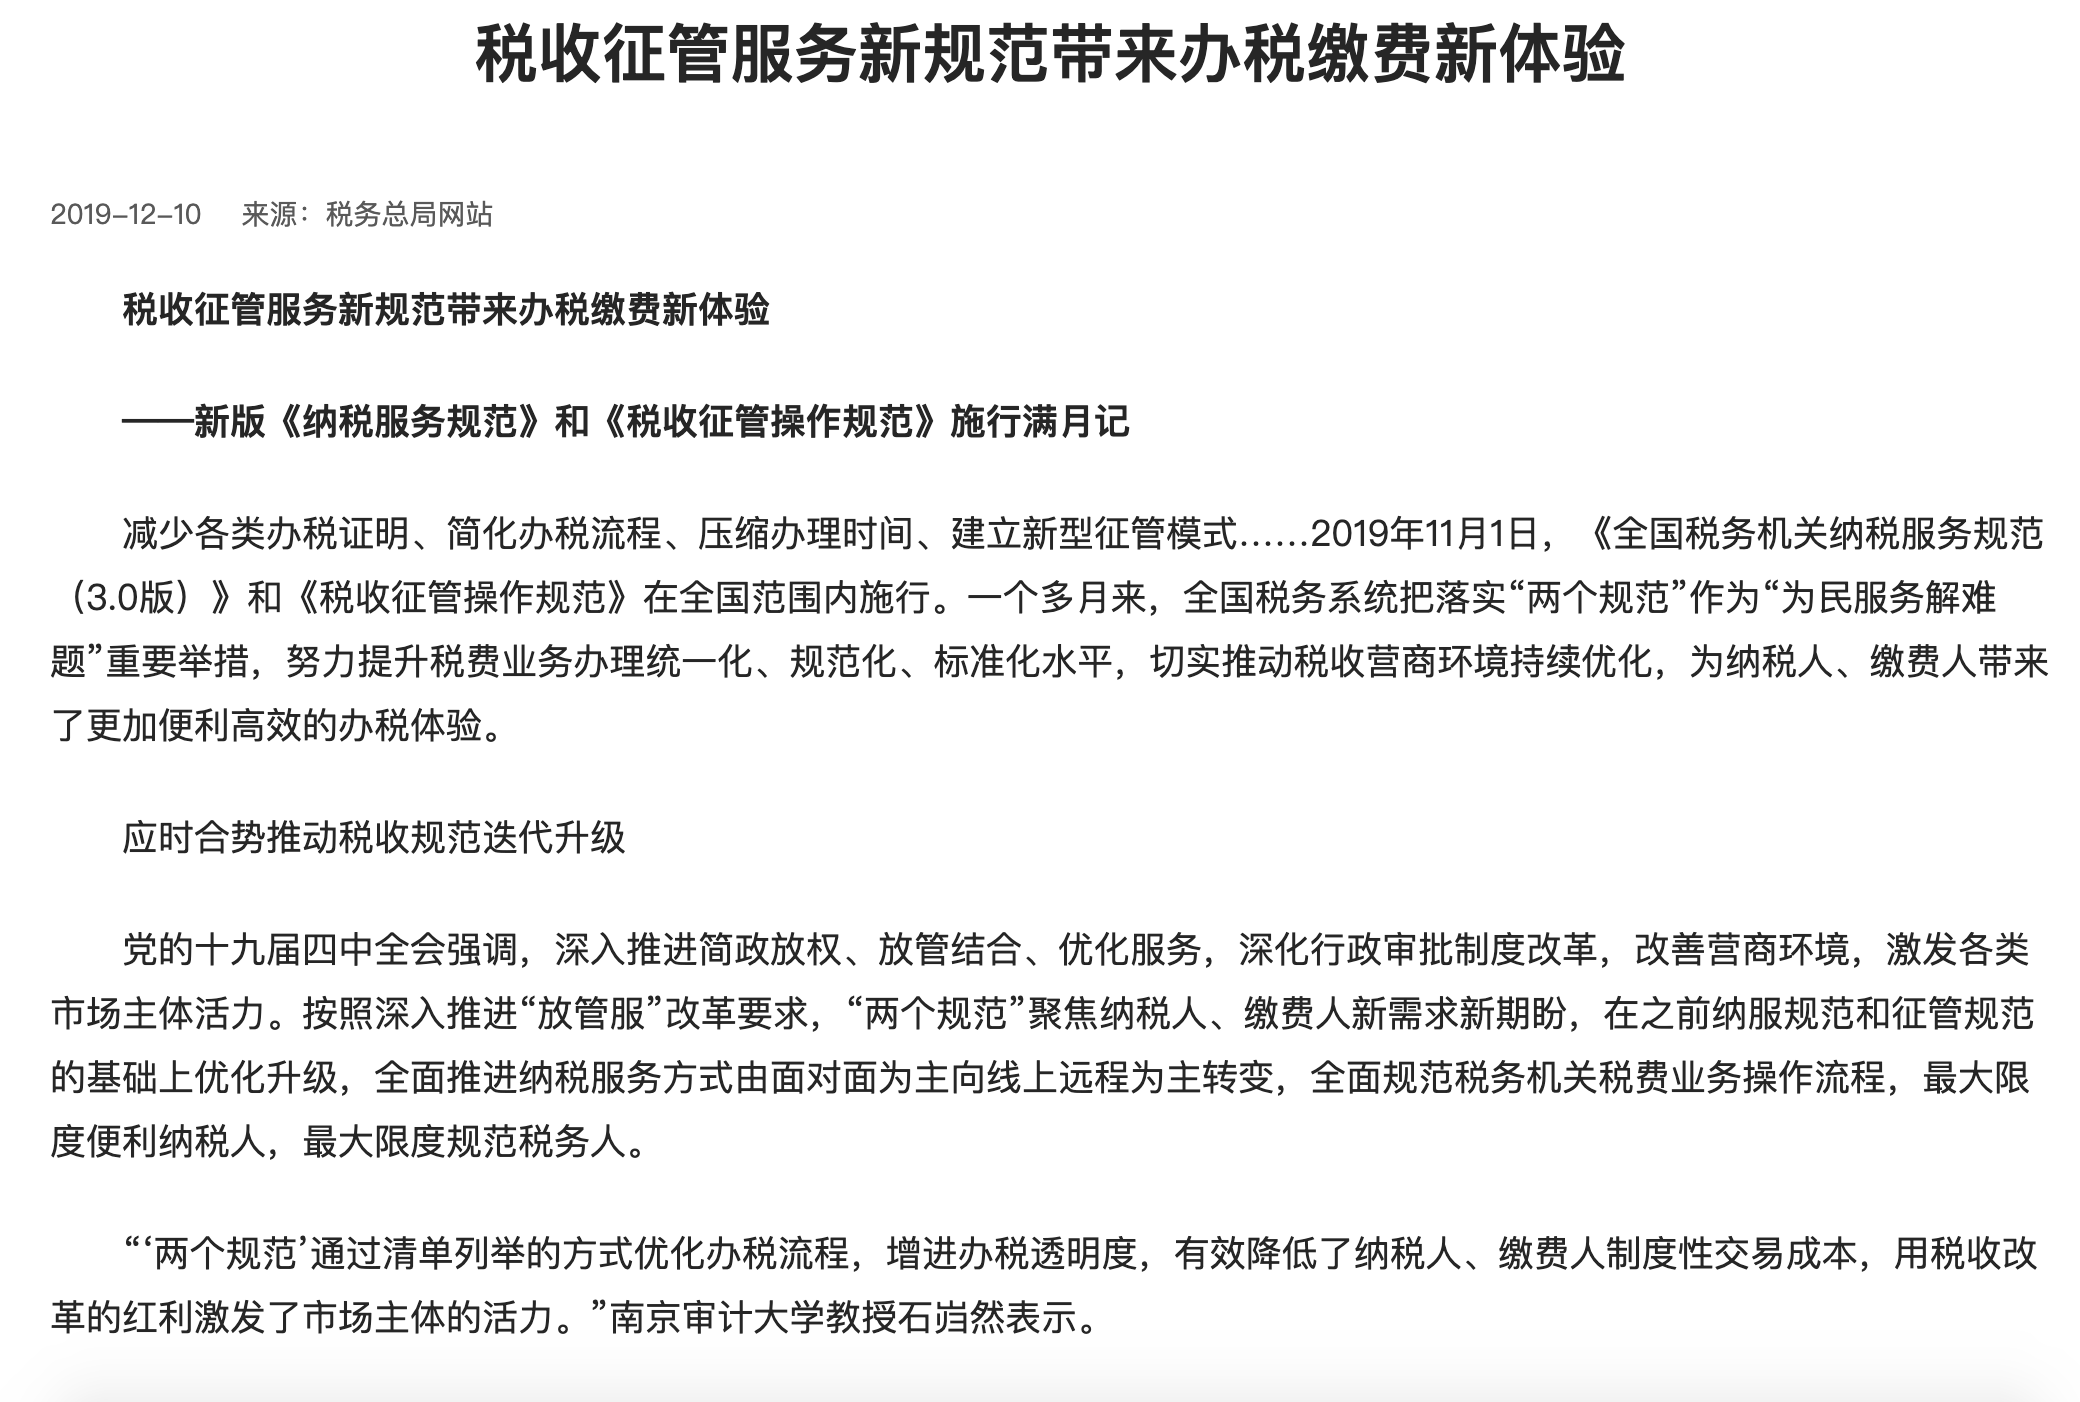 税收征管服务新规范带来办税缴费新体验
2019-12-10 来源：税务总局网站
税收征管服务新规范带来办税缴费新体验
——新版《纳税服务规范》和《税收征管操作规范》施行满月记
减少各类办税证明、简化办税流程、压缩办理时间、建立新型征管模式……2019年11月1日，《全国税务机关纳税服务规范
（3.0版）》和《税收征管操作规范》在全国范围内施行。一个多月来，全国税务系统把落实“两个规范”作为“为民服务解难
题”重要举措，努力提升税费业务办理统一化、规范化、标准化水平，切实推动税收营商环境持续优化，为纳税人、缴费人带来
了更加便利高效的办税体验。
应时合势推动税收规范迭代升级
党的十九届四中全会强调，深入推进简政放权、放管结合、优化服务，深化行政审批制度改革，改善营商环境，激发各类
市场主体活力。按照深入推进“放管服”改革要求，“两个规范”聚焦纳税人、缴费人新需求新期盼，在之前纳服规范和征管规范
的基础上优化升级，全面推进纳税服务方式由面对面为主向线上远程为主转变，全面规范税务机关税费业务操作流程，最大限
度便利纳税人，最大限度规范税务人。
“‘两个规范’通过清单列举的方式优化办税流程，增进办税透明度，有效降低了纳税人、缴费人制度性交易成本，用税收改
革的红利激发了市场主体的活力。”南京审计大学教授石岿然表示。